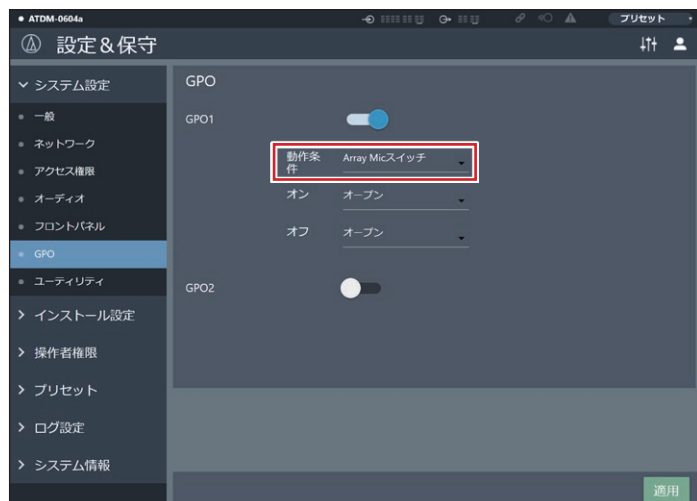 ATDM-0604a
プリセット
設定&保守
システム設定
一般
ネットワーク
アクセス権限
オーディオ
フロントパネル
GPO
ユーティリティ
インストール設定
操作者権限
プリセット
ログ設定
システム情報
GPO
GPO1
動作条
件
Array Micスイッチ
オン
オープン
オフ
オープン
GPO2
適用